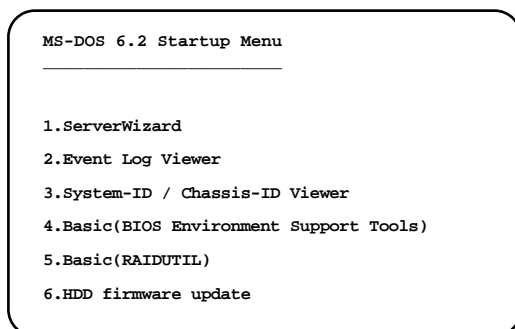 MS-DOS 6.2 Startup Menu
1.ServerWizard
2.Event Log Viewer
3.System-ID / Chassis-ID Viewer
4.Basic(BIOS Environment Support Tools)
5.Basic(RAIDUTIL)
6.HDD firmware update